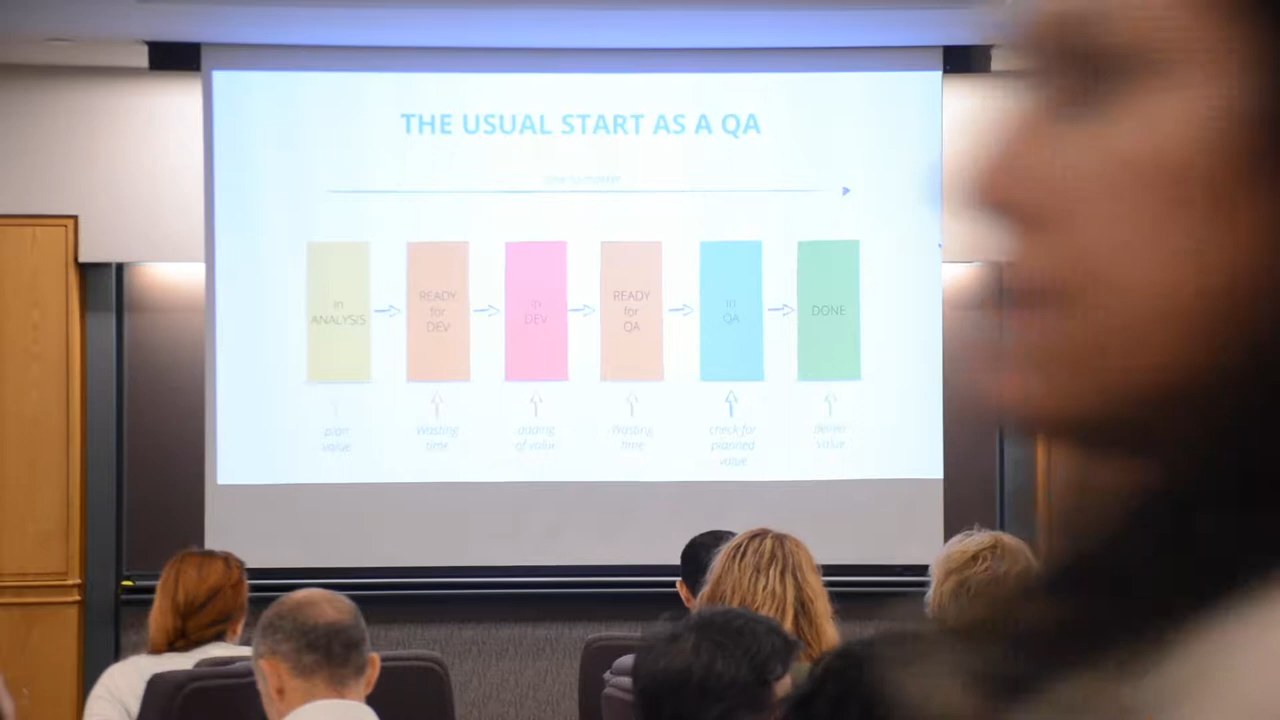 THE USUAL START AS A QA
time to market
in
ANALYSIS
READY
for
DEV
in
DEV
READY
for
QA
in
QA
DONE
plan
value
Wasting
time
adding
of value
Wasting
time
check for
planned
value
deliver
value